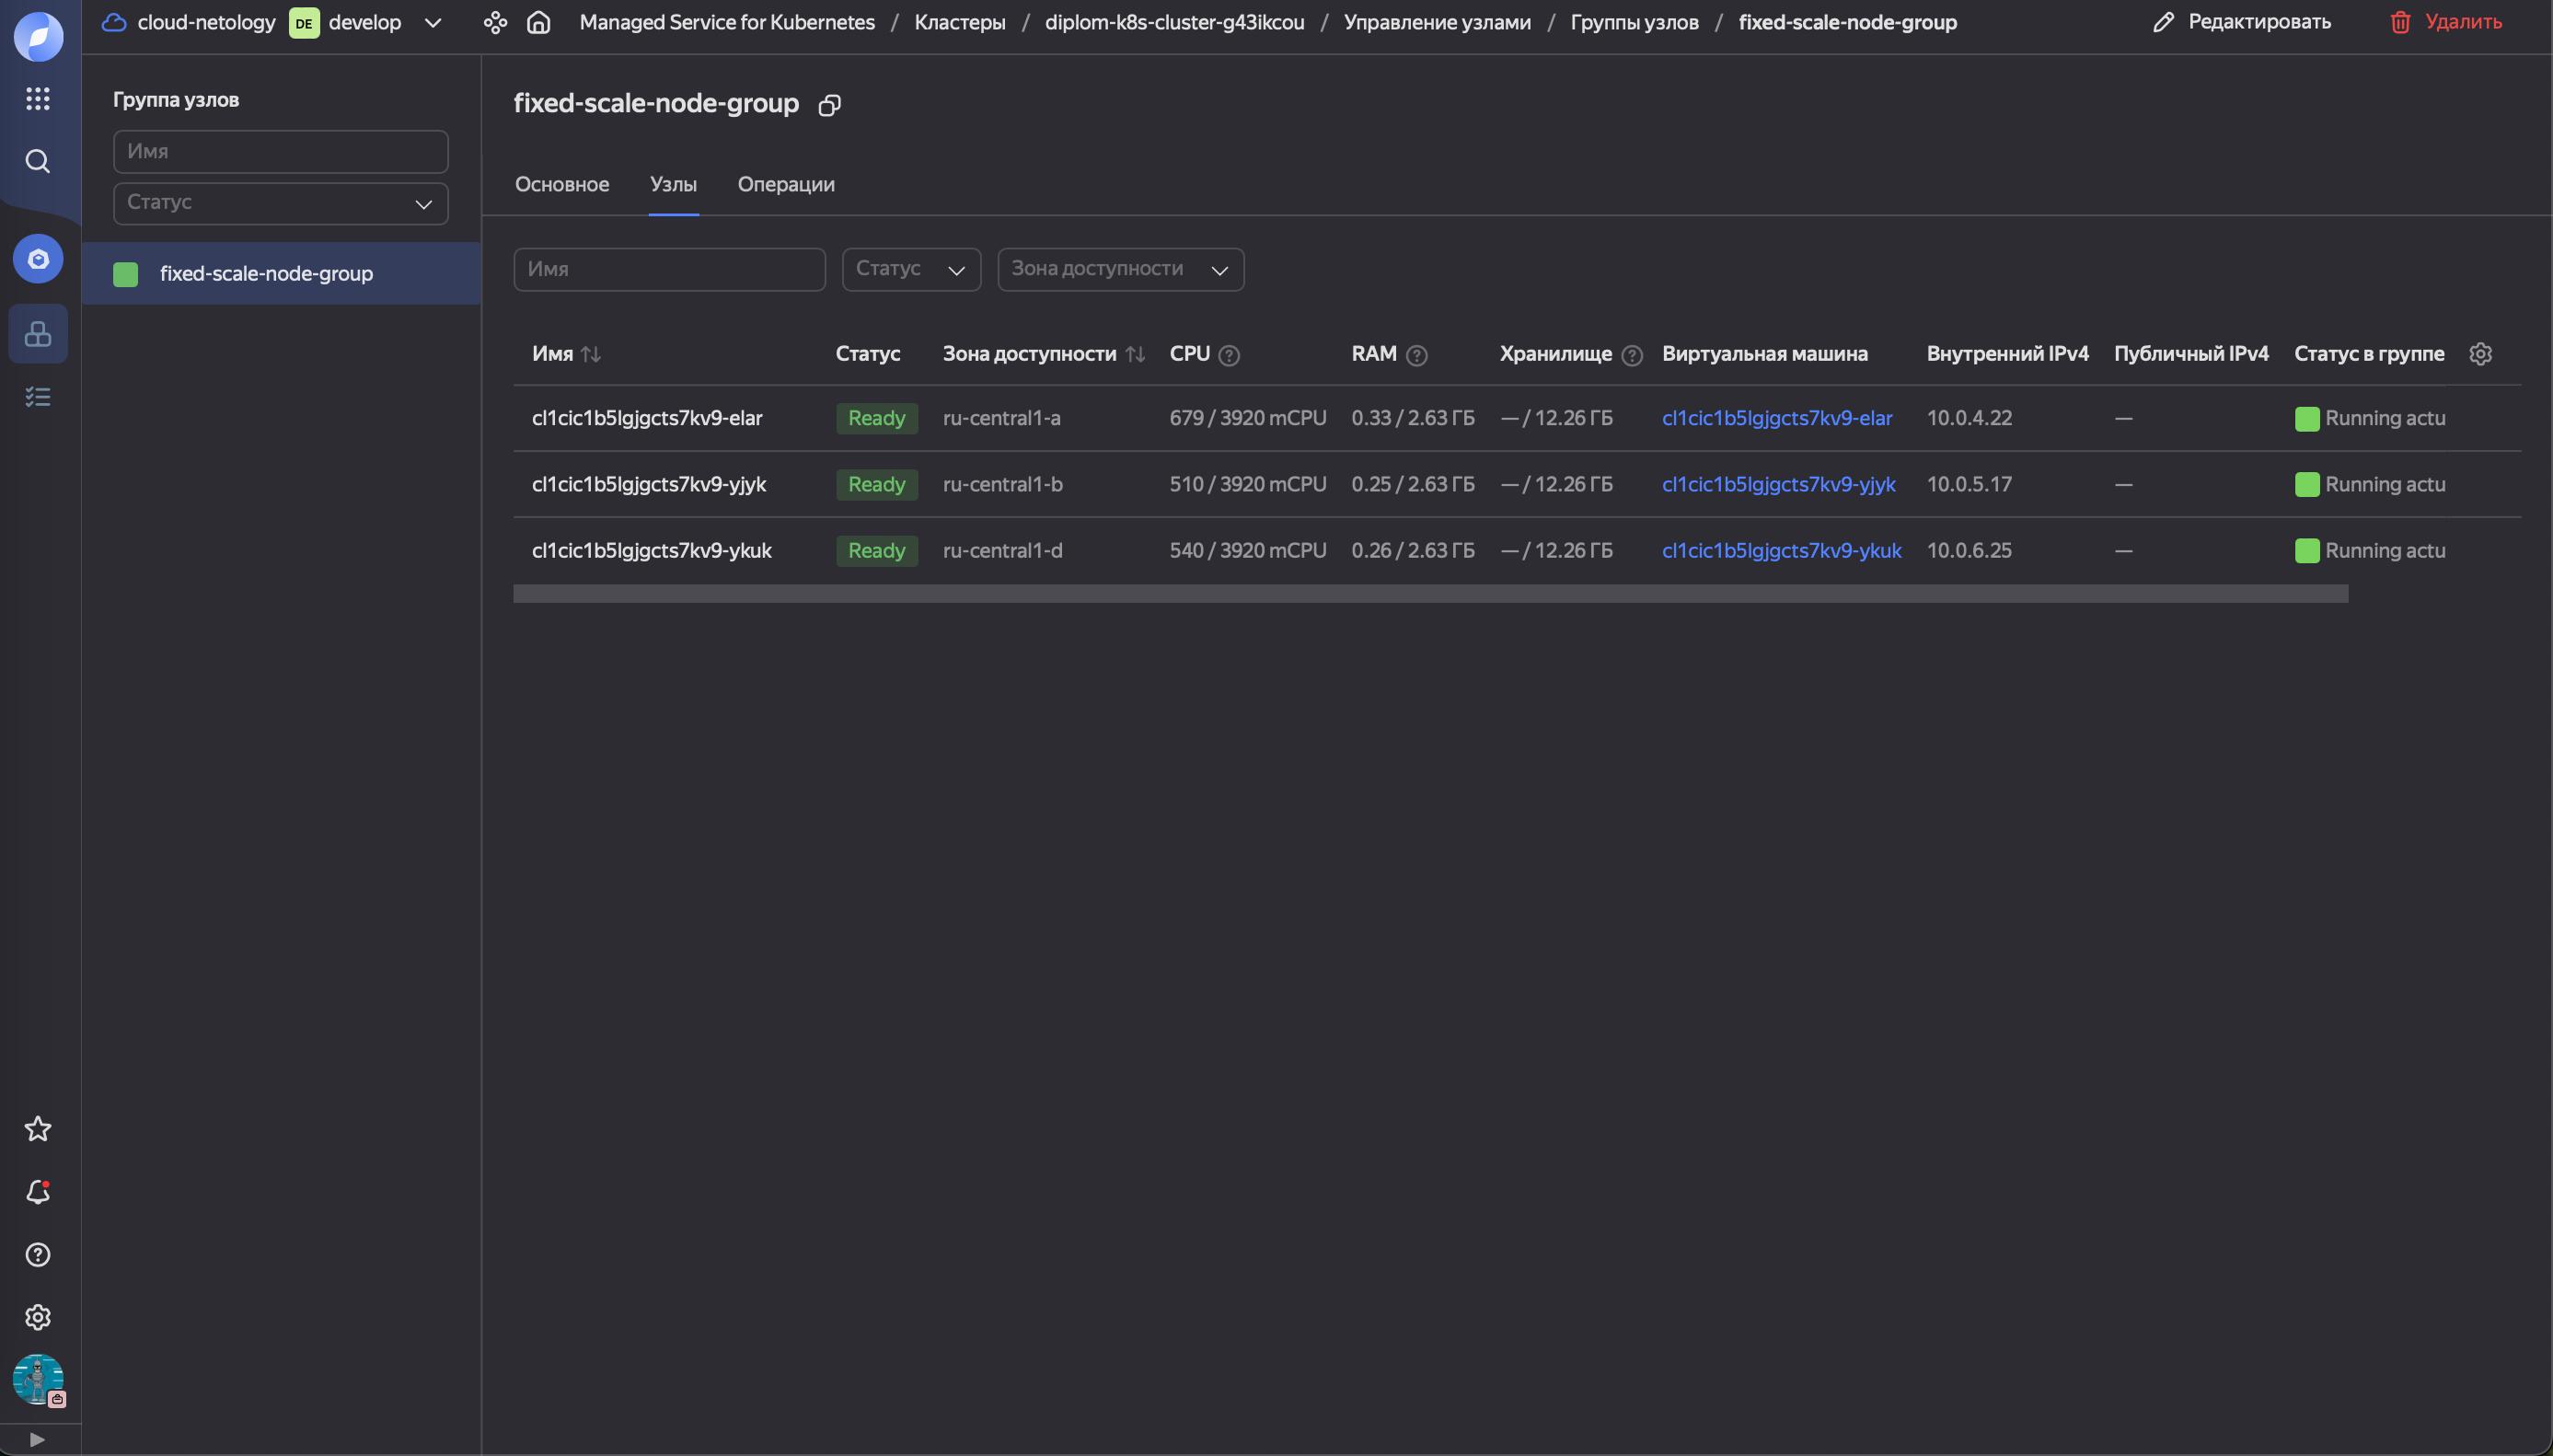 cloud-netology DE develop Managed Service for Kubernetes / Кластеры / diplom-k8s-cluster-g43ikcou / Управление узлами / Группы узлов / fixed-scale-node-group Редактировать Удалить
Группа узлов
Имя
Статус
fixed-scale-node-group
fixed-scale-node-group
Основное Узлы Операции
Имя Статус Зона доступности
Имя Статус Зона доступности CPU RAM Хранилище Виртуальная машина Внутренний IPv4 Публичный IPv4 Статус в группе
cl1cic1b5lgjgcts7kv9-elar Ready ru-central1-a 679 / 3920 mCPU 0.33 / 2.63 ГБ — / 12.26 ГБ cl1cic1b5lgjgcts7kv9-elar 10.0.4.22 — Running actu
cl1cic1b5lgjgcts7kv9-yjyk Ready ru-central1-b 510 / 3920 mCPU 0.25 / 2.63 ГБ — / 12.26 ГБ cl1cic1b5lgjgcts7kv9-yjyk 10.0.5.17 — Running actu
cl1cic1b5lgjgcts7kv9-ykuk Ready ru-central1-d 540 / 3920 mCPU 0.26 / 2.63 ГБ — / 12.26 ГБ cl1cic1b5lgjgcts7kv9-ykuk 10.0.6.25 — Running actu